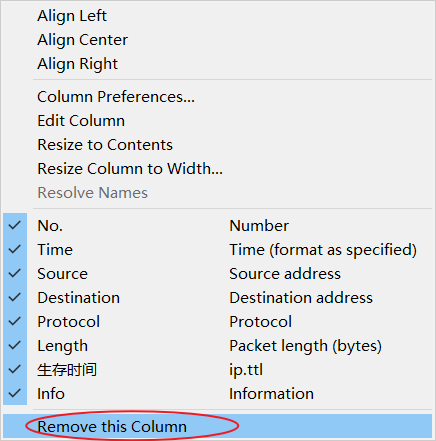 Align Left
Align Center
Align Right
Column Preferences...
Edit Column
Resize to Contents
Resize Column to Width...
Resolve Names
No. Number
Time Time (format as specified)
Source Source address
Destination Destination address
Protocol Protocol
Length Packet length (bytes)
生存时间 ip.ttl
Info Information
Remove this Column